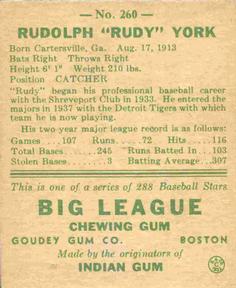 — No. 260 —
RUDOLPH "RUDY" YORK
Born Cartersville, Ga. Aug. 17, 1913
Bats Right Throws Right
Height 6' 1" Weight 210 lbs.
Position CATCHER
"Rudy" began his professional baseball career
with the Shreveport Club in 1933. He entered the
majors in 1937 with the Detroit Tigers with which
team he is now playing.
His two year major league record is as follows:
Games........107 Runs........72 Hits........116
Total Bases........245 Runs Batted In....103
Stolen Bases........3 Batting Average.....307
This is one of a series of 288 Baseball Stars
BIG LEAGUE
CHEWING GUM
GOUDEY GUM CO. BOSTON
Made by the originators of
INDIAN GUM